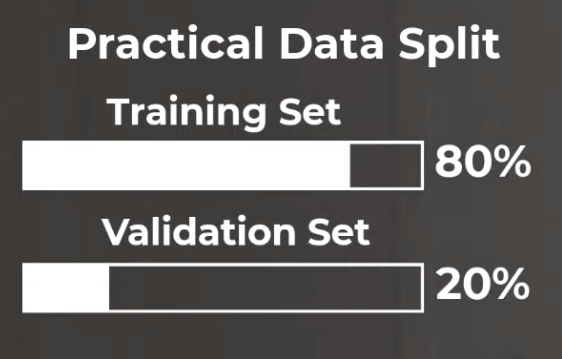 Practical Data Split
Training Set
80%
Validation Set
20%